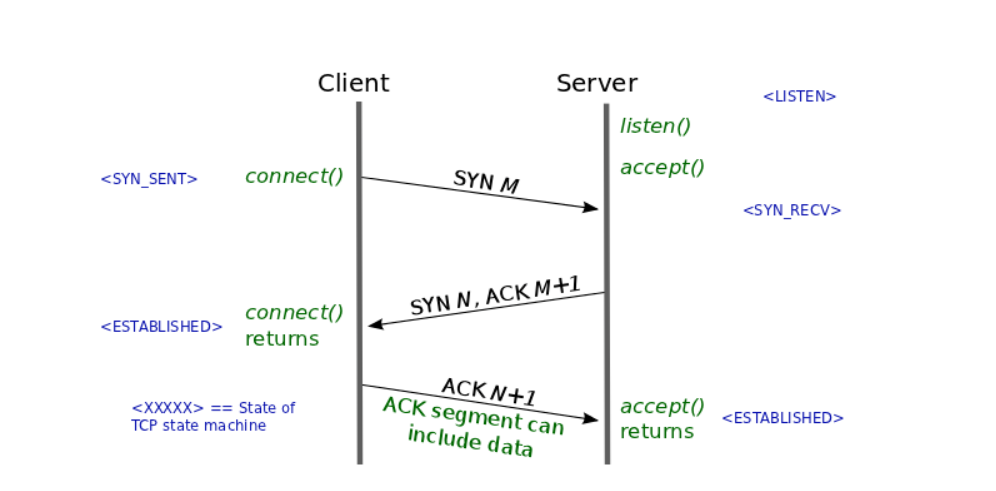 Client
Server
<LISTEN>
listen()
accept()
<SYN_SENT>
connect()
SYN M
<SYN_RECV>
SYN N, ACK M+1
<ESTABLISHED>
connect()
returns
ACK N+1
ACK segment can
include data
<XXXXX> == State of
TCP state machine
accept()
returns
<ESTABLISHED>